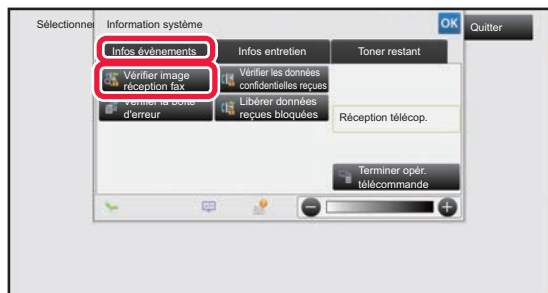 Sélectionne
Information système
OK
Quitter
Infos évènements
Infos entretien
Toner restant
Vérifier image
réception fax
Vérifier les données
confidentielles reçues
Vérifier la boîte
d'erreur
Libérer données
reçues bloquées
Réception télécop.
Terminer opér.
télécommande